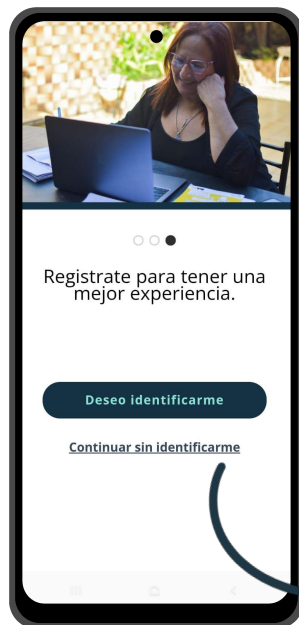 Registrate para tener una
mejor experiencia.
Deseo identificarme
Continuar sin identificarme